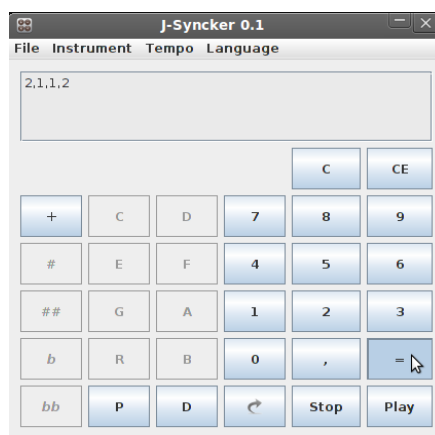 J-Syncker 0.1
File Instrument Tempo Language
2,1,1,2
C CE
+ C D 7 8 9
# E F 4 5 6
## G A 1 2 3
b R B 0 , =
bb P D Stop Play